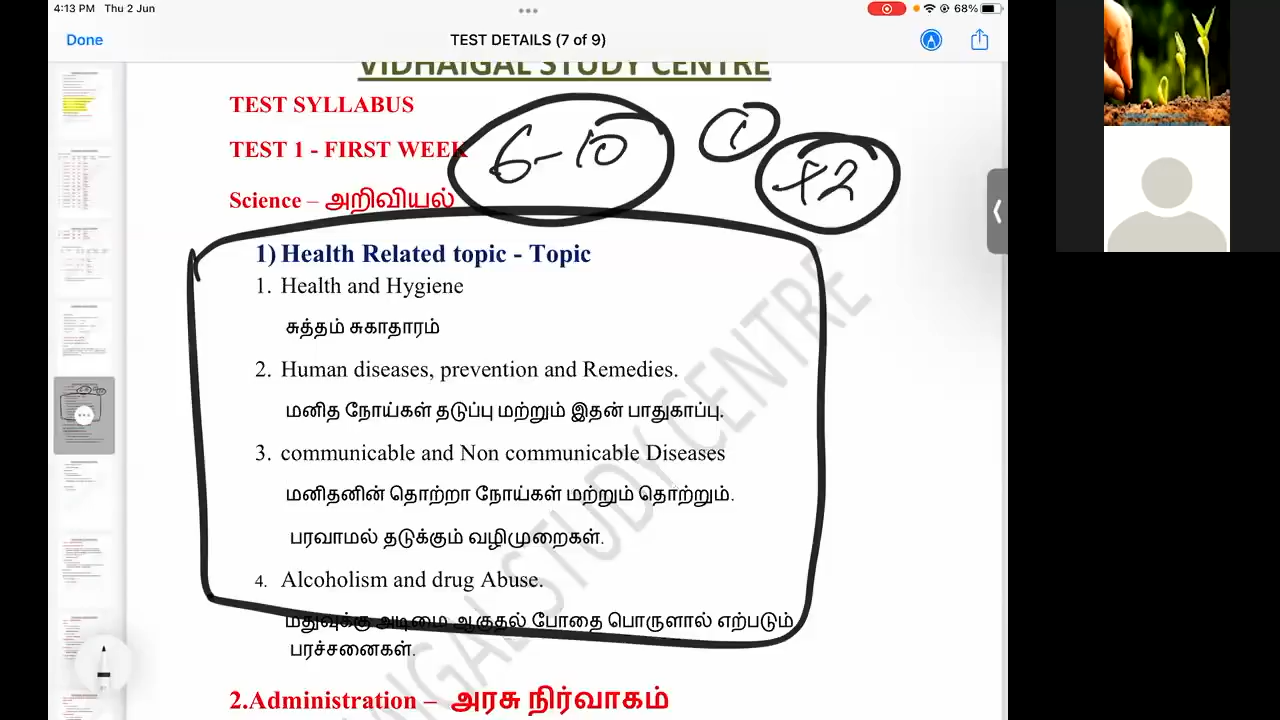 4:13 PM Thu 2 Jun
68%
Done
TEST DETAILS (7 of 9)
VIDHAIGAL STUDY CENTRE
TEST SYLLABUS
TEST 1 - FIRST WEEK
6-10
1
+2
Science – அறிவியல்
1) Health Related topic - Topic
1. Health and Hygiene
சுத்தம் சுகாதாரம்
2. Human diseases, prevention and Remedies.
மனித நோய்கள் தடுப்பு மற்றும் இதன் பாதுகாப்பு.
3. communicable and Non communicable Diseases
மனிதனின் தொற்றா நோய்கள் மற்றும் தொற்றும்.
பரவாமல் தடுக்கும் வழிமுறைகள்.
4. Alcoholism and drug Abuse.
மதுவுக்கு அடிமை ஆகுதல் போதை பொருளால் எற்படும்
பரச்சனைகள்.
2.Administration – அரசு நிர்வாகம்
GAL STUDY CENTRE